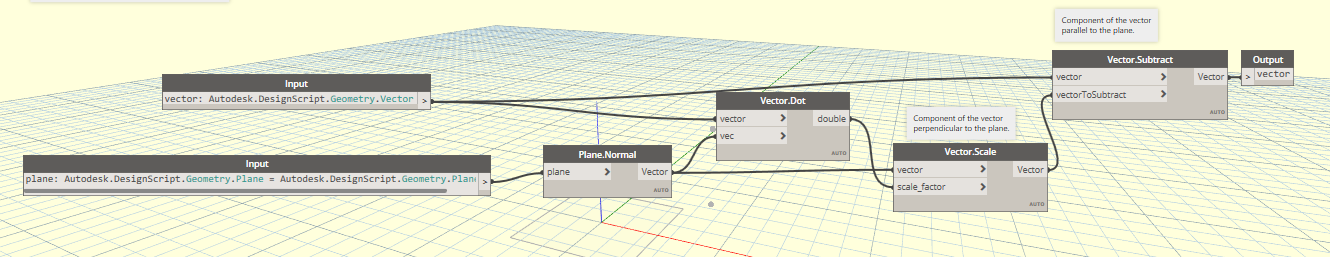 Component of the vector
parallel to the plane.
Vector.Subtract
vector > Vector >
vectorToSubtract >
AUTO
Output
> vector
Input
vector: Autodesk.DesignScript.Geometry.Vector >
Vector.Dot
vector > double
vec >
AUTO
Component of the vector
perpendicular to the plane.
Vector.Scale
vector > Vector
scale_factor >
AUTO
Input
plane: Autodesk.DesignScript.Geometry.Plane = Autodesk.DesignScript.Geometry.Plan >
Plane.Normal
plane > Vector
AUTO